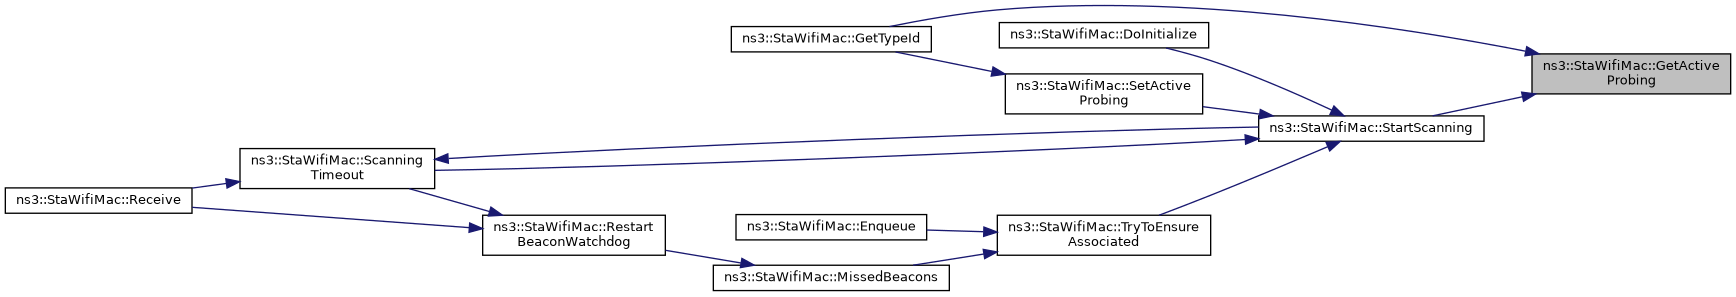 ns3::StaWifiMac::GetTypeId
ns3::StaWifiMac::DoInitialize
ns3::StaWifiMac::GetActive
Probing
ns3::StaWifiMac::SetActive
Probing
ns3::StaWifiMac::StartScanning
ns3::StaWifiMac::Scanning
Timeout
ns3::StaWifiMac::Receive
ns3::StaWifiMac::Restart
BeaconWatchdog
ns3::StaWifiMac::Enqueue
ns3::StaWifiMac::TryToEnsure
Associated
ns3::StaWifiMac::MissedBeacons